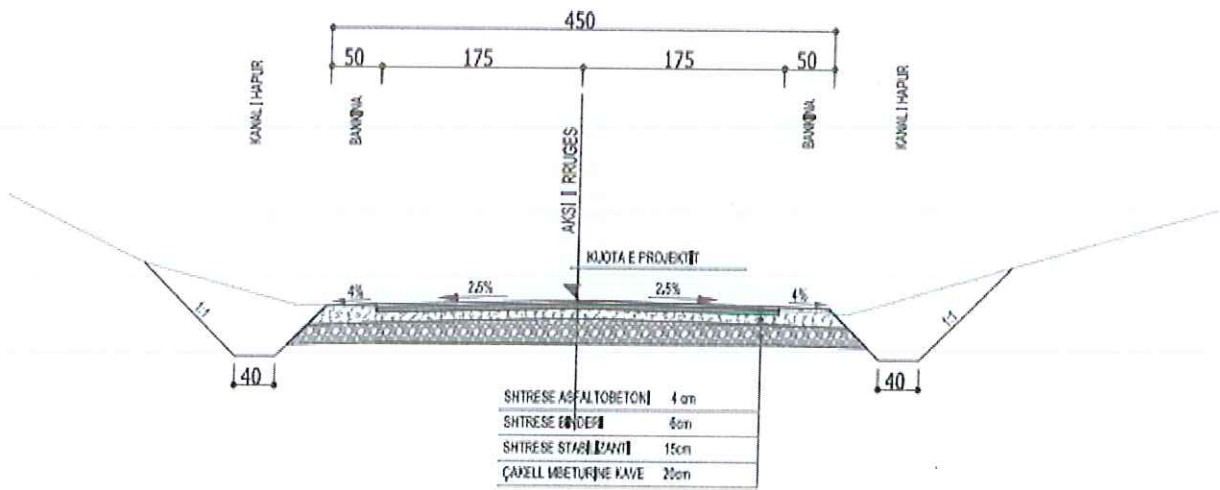 450
50 175 175 50
KANAL I HAPUR
BANKINA
AKSI I RRUGES
BANKINA
KANAL I HAPUR
KUOTA E PROJEKTIT
4% 2.5% 2.5% 4%
1:1
1:1
40
40
SHTRESE ASFALTOBETONI 4 cm
SHTRESE BINDERI 6cm
SHTRESE STABILIZANTI 15cm
ÇAKELL MBETURINE KAVE 20cm